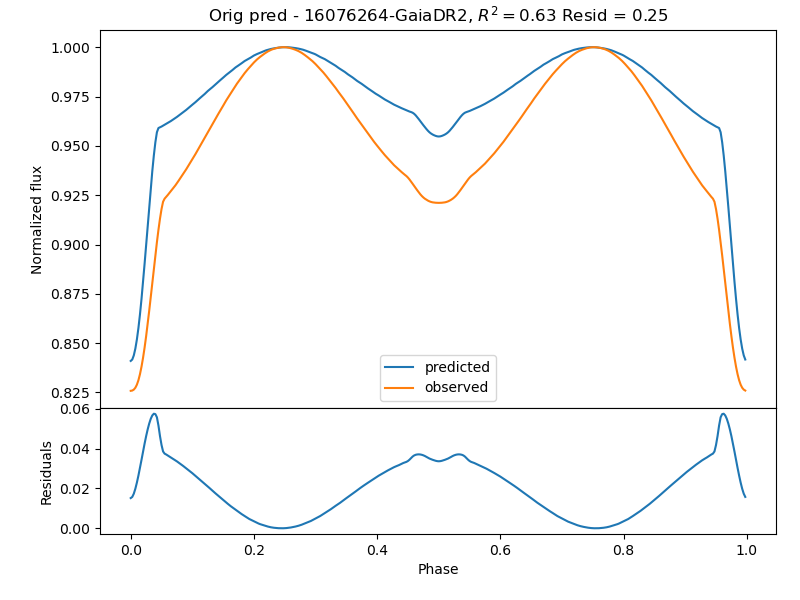 Orig pred - 16076264-GaiaDR2, R² = 0.63 Resid = 0.25
1.000
0.975
0.950
0.925
0.900
0.875
0.850
0.825
Normalized flux
predicted
observed
0.06
0.04
0.02
0.00
Residuals
0.0 0.2 0.4 0.6 0.8 1.0
Phase